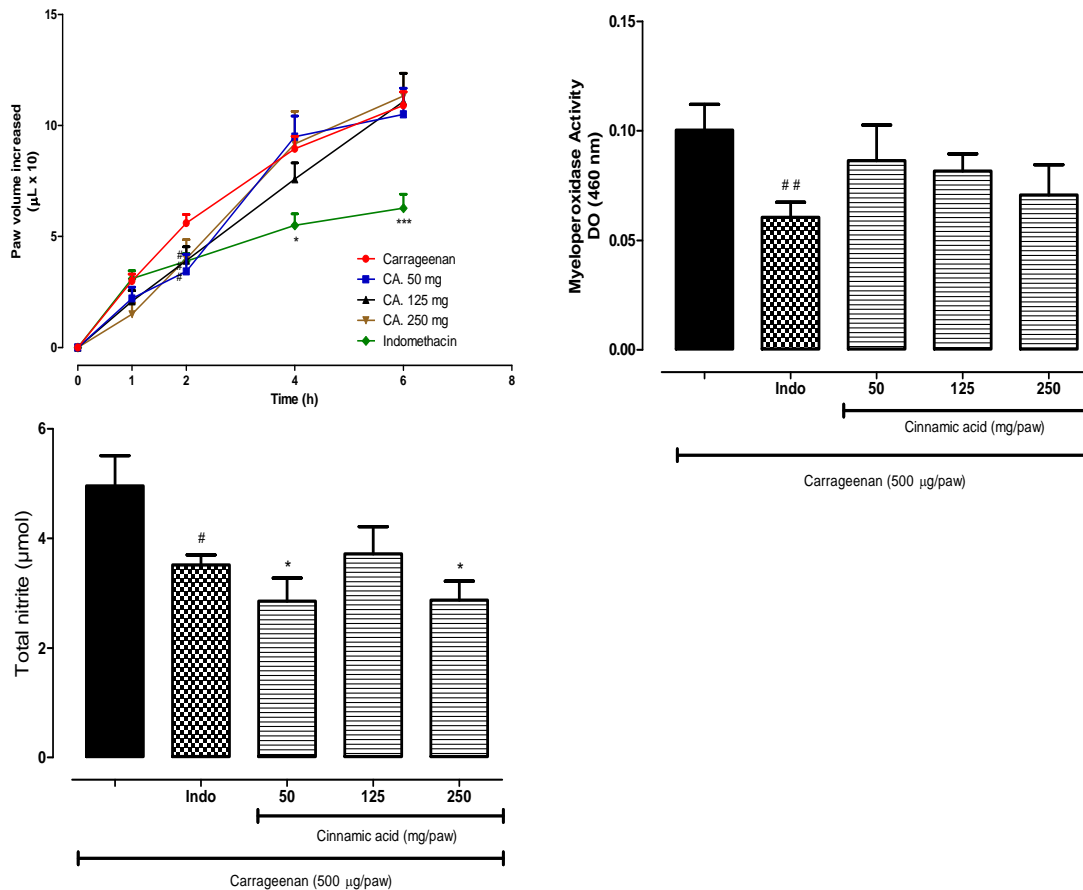 Paw volume increased
(µL x 10)
15
10
5
0
#
#
#
*
***
Carrageenan
CA. 50 mg
CA. 125 mg
CA. 250 mg
Indomethacin
0 1 2 4 6 8
Time (h)
Myeloperoxidase Activity
DO (460 nm)
0.15
0.10
0.05
0.00
# #
Indo 50 125 250
Cinnamic acid (mg/paw)
Carrageenan (500 µg/paw)
Total nitrite (µmol)
6
4
2
0
#
*
*
Indo 50 125 250
Cinnamic acid (mg/paw)
Carrageenan (500 µg/paw)